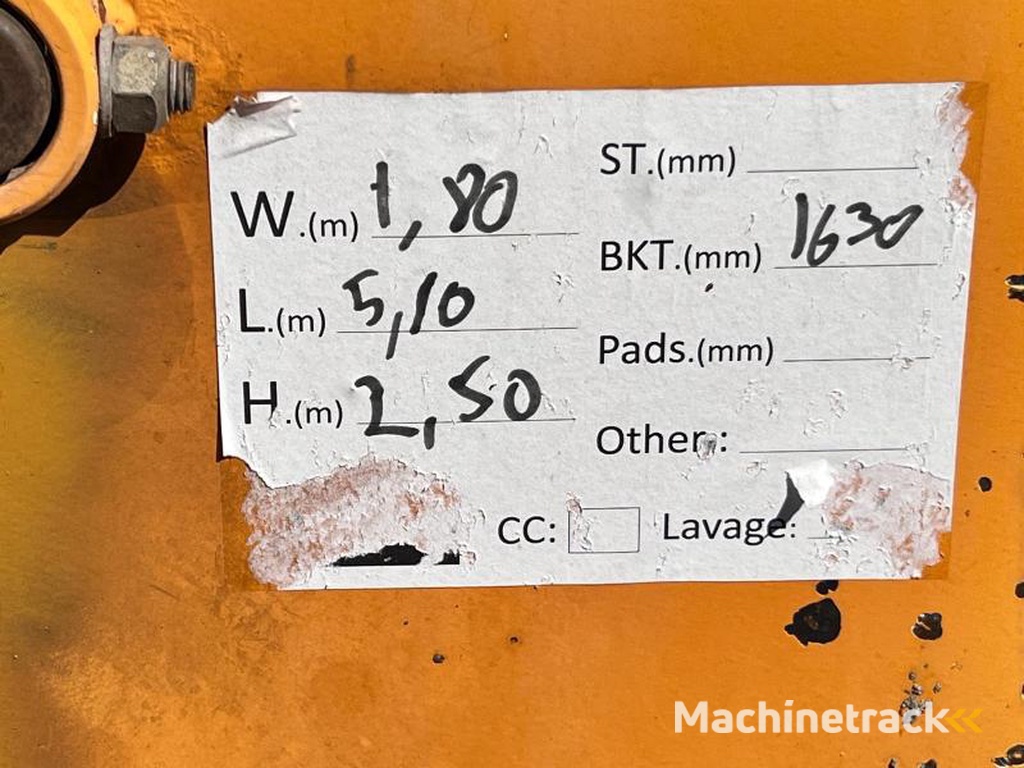 W.(m) 1,80
L.(m) 5,10
H.(m) 2,50
ST.(mm)
BKT.(mm) 1630
Pads.(mm)
Other :
CC:
Lavage:
Machinetrack